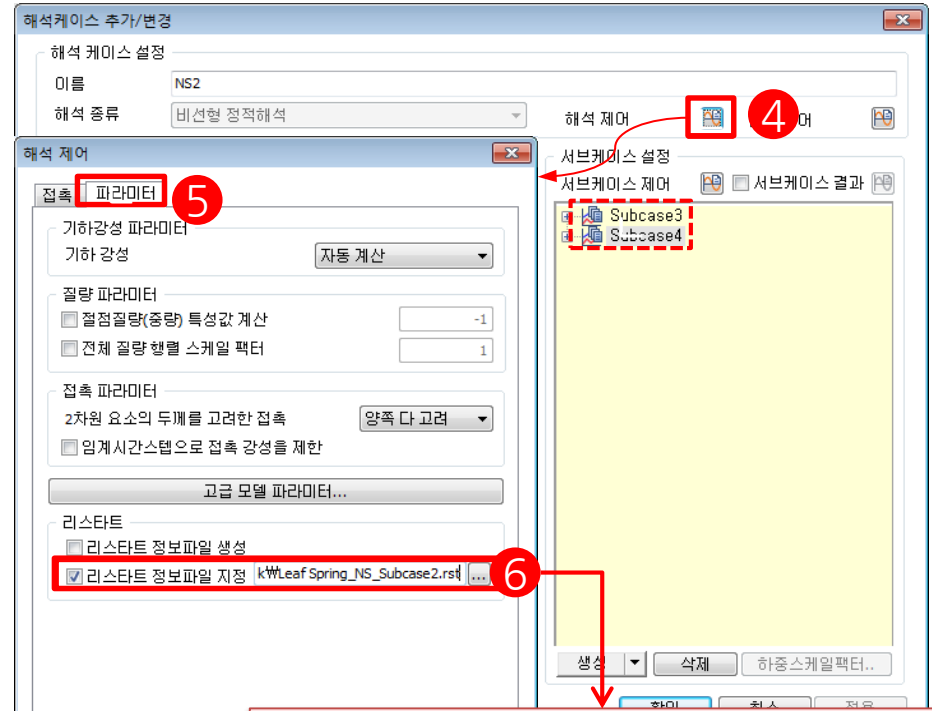 해석케이스 추가/변경
해석 케이스 설정
이름 NS2
해석 종류 비선형 정적해석
해석 제어 4 어
해석 제어
접촉 파라미터 5
기하강성 파라미터
기하 강성 자동 계산
질량 파라미터
절점질량(중량) 특성값 계산 -1
전체 질량 행렬 스케일 팩터 1
접촉 파라미터
2차원 요소의 두께를 고려한 접촉 양쪽 다 고려
임계시간스텝으로 접촉 강성을 제한
고급 모델 파라미터...
리스타트
리스타트 정보파일 생성
리스타트 정보파일 지정 k₩Leaf Spring_NS_Subcase2.rst ... 6
서브케이스 설정
서브케이스 제어 서브케이스 결과
Subcase3
Subcase4
생성 삭제 하중스케일팩터..
확인 취소 적용